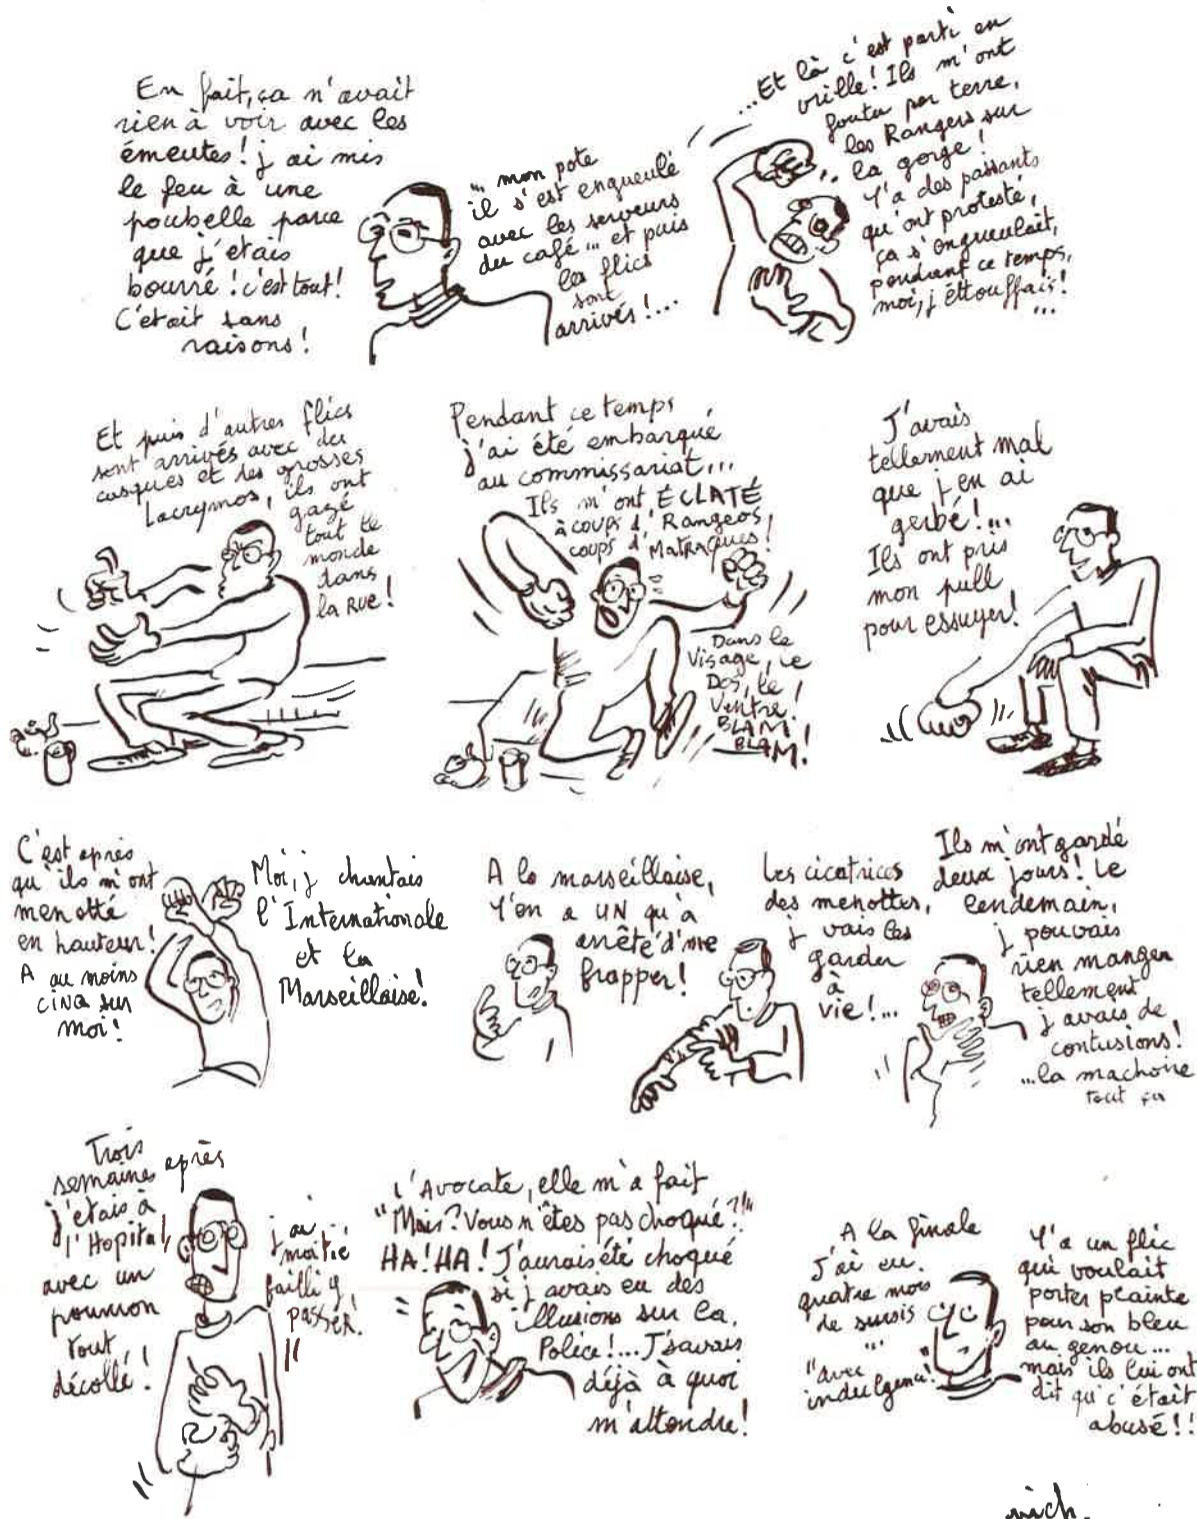 En fait, ça n'avait
rien à voir avec les
émeutes! j ai mis
le feu à une
poubelle parce
que j'étais
bourré! c'est tout!
C'était sans
raisons!
... mon pote
il s'est engueulé
avec les serveurs
du café... et puis
les flics
sont
arrivés!...
...Et là c'est parti en
vrille! Ils m'ont
foutu par terre,
les Rangers sur
la gorge!
Y'a des passants
qu'ont protesté,
ça s'engueulait,
pendant ce temps,
moi, j éttouffais!
...
Et puis d'autres flics
sont arrivés avec des
casques et des grosses
Lacrymos, ils ont
gazé
tout le
monde
dans
la RUE!
Pendant ce temps
j'ai été embarqué
au commissariat...
Ils m'ont ÉCLATÉ
à coups d'Rangeos,
coups d'Matraques!
Dans le
Visage, Le
Dos, le
Ventre!
BLAM!
BLAM!
J'avais
tellement mal
que j'en ai
gerbé!...
Ils ont pris
mon pull
pour essuyer!
C'est après
qu'ils m'ont
menotté
en hauteur!
A au moins
CINQ sur
moi!
Moi, j chantais
l'Internationale
et la
Marseillaise!
A la marseillaise,
Y'en a UN qu'a
arrêté d'me
frapper!
Les cicatrices
des menottes,
j vais les
garder
à
vie!...
Ils m'ont gardé
deux jours! Le
lendemain,
j pouvais
rien manger
tellement
j avais de
contusions!
...la machoire
tout ça
Trois
semaines après
j'étais à
l'Hopital,
avec un
poumon
tout
décollé!
j ai
moitié
failli y
passer!
L'Avocate, elle m'a fait
"Mais? Vous n'êtes pas choqué?!"
HA! HA! J'aurais été choqué
si j avais eu des
illusions sur la
Police!... J'savais
déjà à quoi
m'attendre!
A la finale
J'ai eu
quatre mois
de sursis
...
"avec
indulgence"!
Y'a un flic
qui voulait
porter plainte
pour son bleu
au genou...
mais ils lui ont
dit qu'c'était
abusé!!